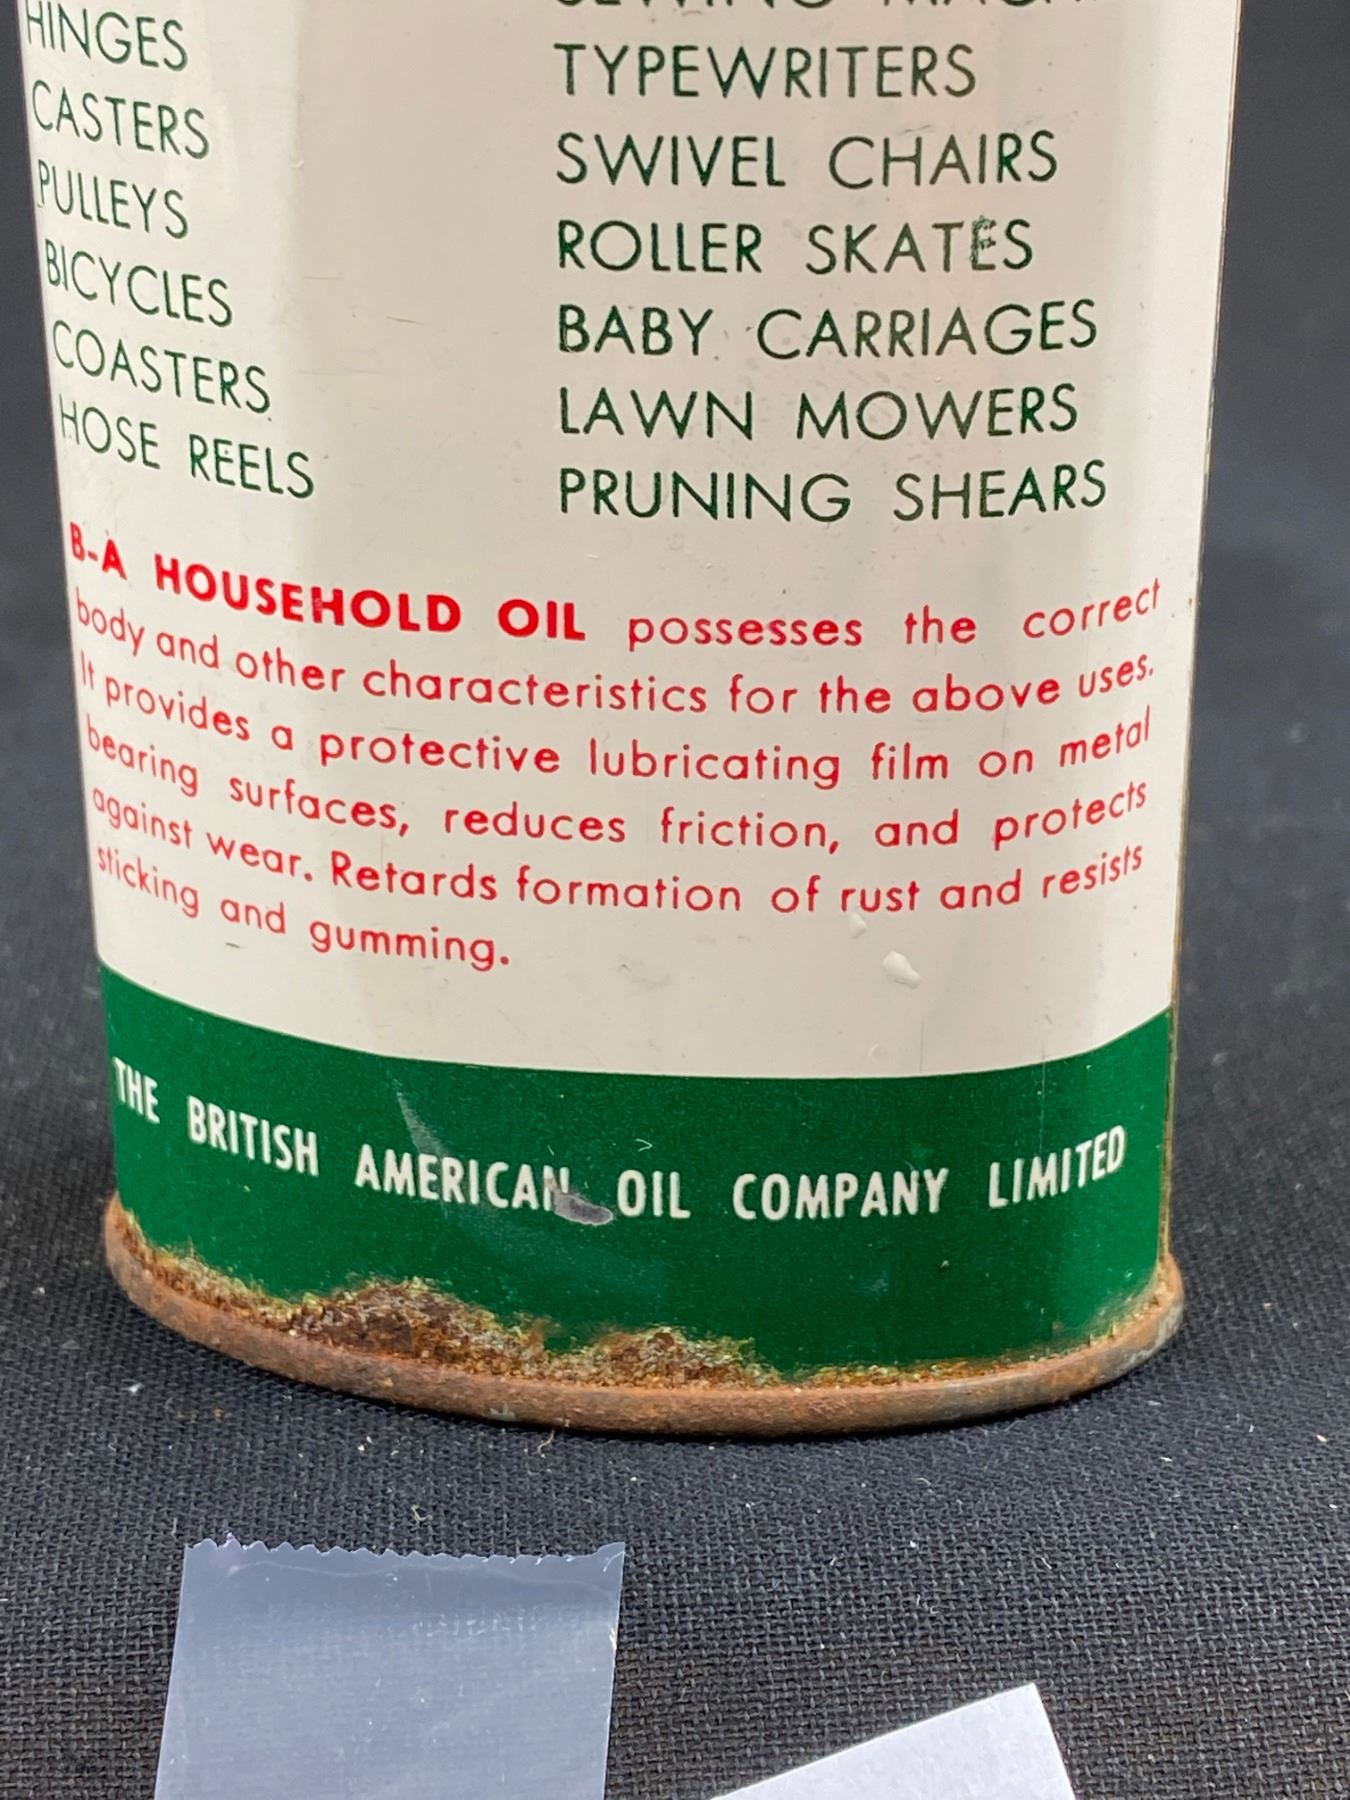 HINGES
CASTERS
PULLEYS
BICYCLES
COASTERS
HOSE REELS
SEWING
TYPEWRITERS
SWIVEL CHAIRS
ROLLER SKATES
BABY CARRIAGES
LAWN MOWERS
PRUNING SHEARS
B-A HOUSEHOLD OIL possesses the correct
body and other characteristics for the above uses.
It provides a protective lubricating film on metal
bearing surfaces, reduces friction, and protects
against wear. Retards formation of rust and resists
sticking and gumming.
THE BRITISH AMERICAN OIL COMPANY LIMITED